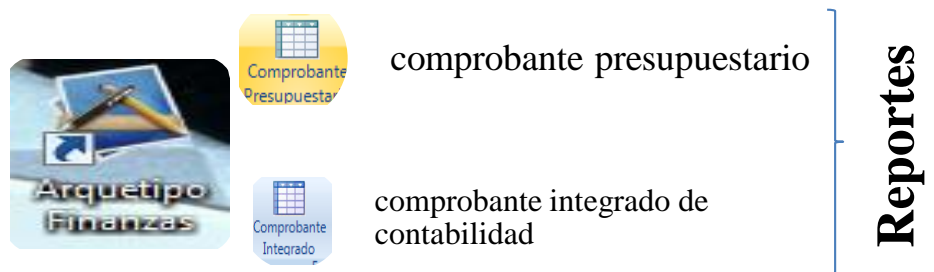 Arquetipo
Finanzas
Comprobante
Presupuestar
comprobante presupuestario
Comprobante
Integrado
comprobante integrado de
contabilidad
Reportes